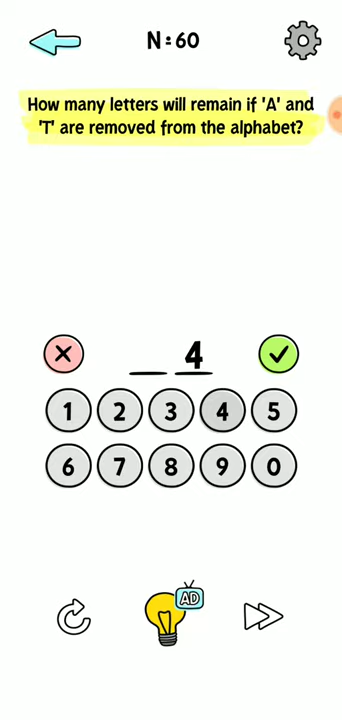 N:60
How many letters will remain if 'A' and
'T' are removed from the alphabet?
4
1 2 3 4 5
6 7 8 9 0
AD